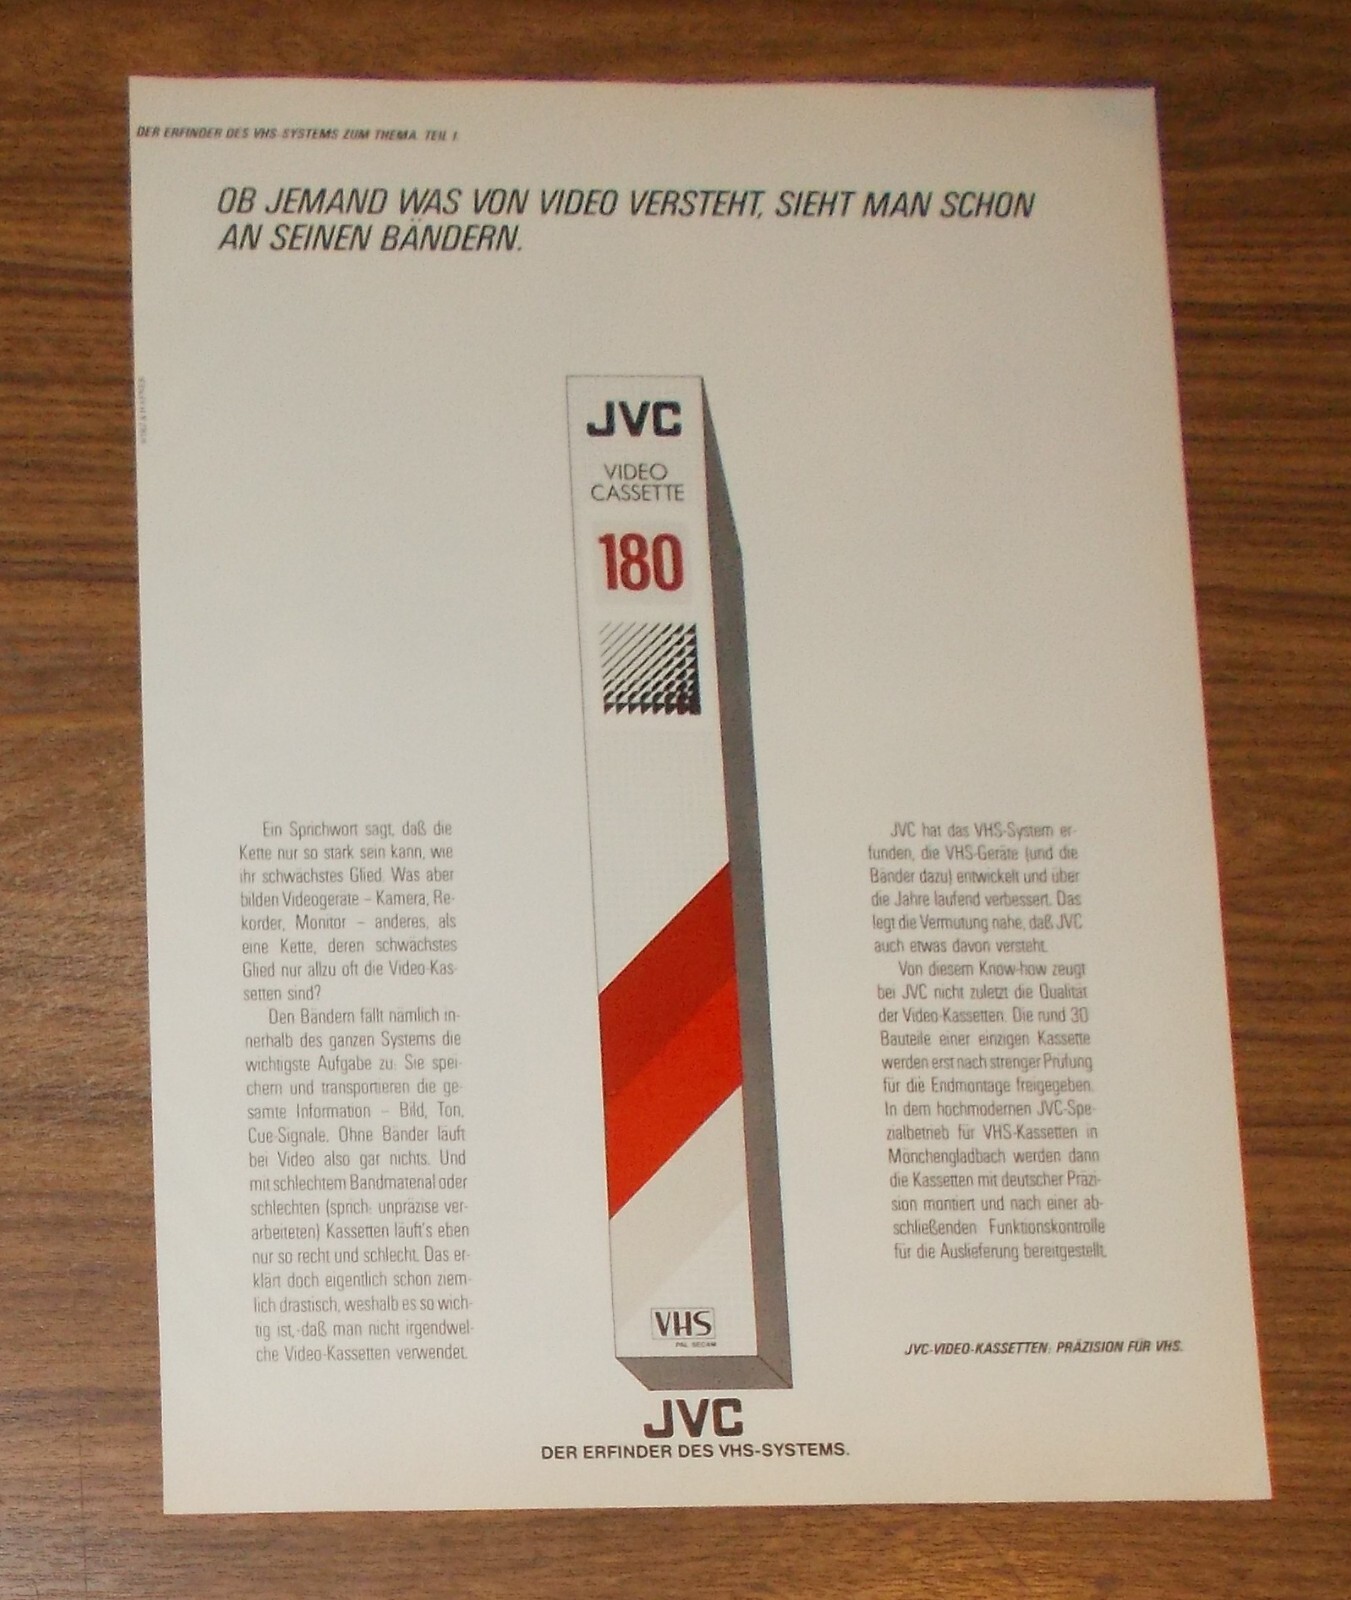 DER ERFINDER DES VHS-SYSTEMS ZUM THEMA. TEIL 1
OB JEMAND WAS VON VIDEO VERSTEHT, SIEHT MAN SCHON
AN SEINEN BÄNDERN.
JVC
VIDEO
CASSETTE
180
VHS
PAL SECAM
Ein Sprichwort sagt, daß die
Kette nur so stark sein kann, wie
ihr schwächstes Glied. Was aber
bilden Videogeräte – Kamera, Re-
korder, Monitor – anderes, als
eine Kette, deren schwächstes
Glied nur allzu oft die Video-Kas-
setten sind?
Den Bändern fällt nämlich in-
nerhalb des ganzen Systems die
wichtigste Aufgabe zu: Sie spei-
chern und transportieren die ge-
samte Information – Bild, Ton,
Cue-Signale. Ohne Bänder läuft
bei Video also gar nichts. Und
mit schlechtem Bandmaterial oder
schlechten (sprich: unpräzise ver-
arbeiteten) Kassetten läuft's eben
nur so recht und schlecht. Das er-
klärt doch eigentlich schon ziem-
lich drastisch, weshalb es so wich-
tig ist, daß man nicht irgendwel-
che Video-Kassetten verwendet.
JVC hat das VHS-System er-
funden, die VHS-Geräte (und die
Bänder dazu) entwickelt und über
die Jahre laufend verbessert. Das
legt die Vermutung nahe, daß JVC
auch etwas davon versteht.
Von diesem Know-how zeugt
bei JVC nicht zuletzt die Qualität
der Video-Kassetten. Die rund 30
Bauteile einer einzigen Kassette
werden erst nach strenger Prüfung
für die Endmontage freigegeben.
In dem hochmodernen JVC-Spe-
zialbetrieb für VHS-Kassetten in
Mönchengladbach werden dann
die Kassetten mit deutscher Präzi-
sion montiert und nach einer ab-
schließenden Funktionskontrolle
für die Auslieferung bereitgestellt.
JVC-VIDEO-KASSETTEN: PRÄZISION FÜR VHS.
JVC
DER ERFINDER DES VHS-SYSTEMS.